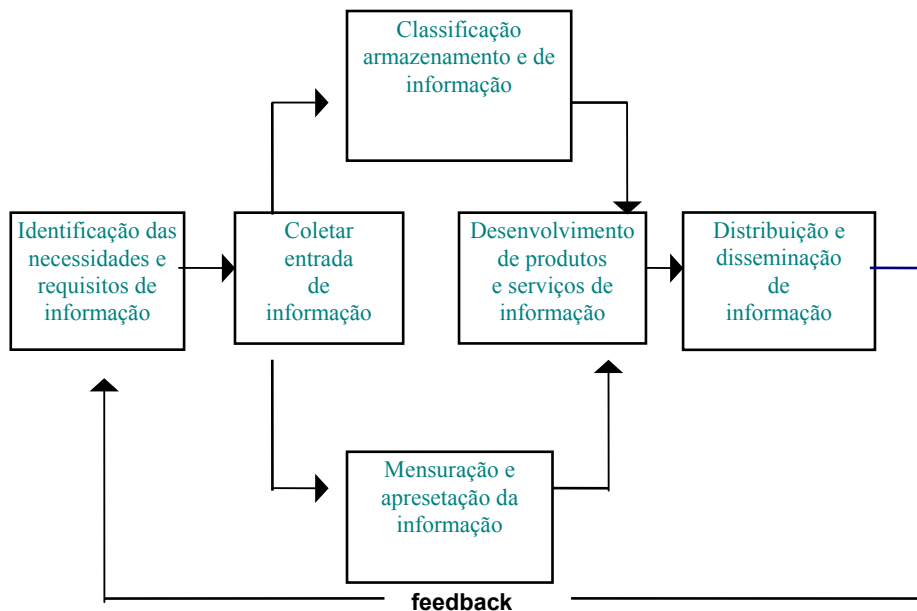 Classificação
armazenamento e de
informação
Identificação das
necessidades e
requisitos de
informação
Coletar
entrada
de
informação
Desenvolvimento
de produtos
e serviços de
informação
Distribuição e
disseminação
de
informação
Mensuração e
apresetação da
informação
feedback